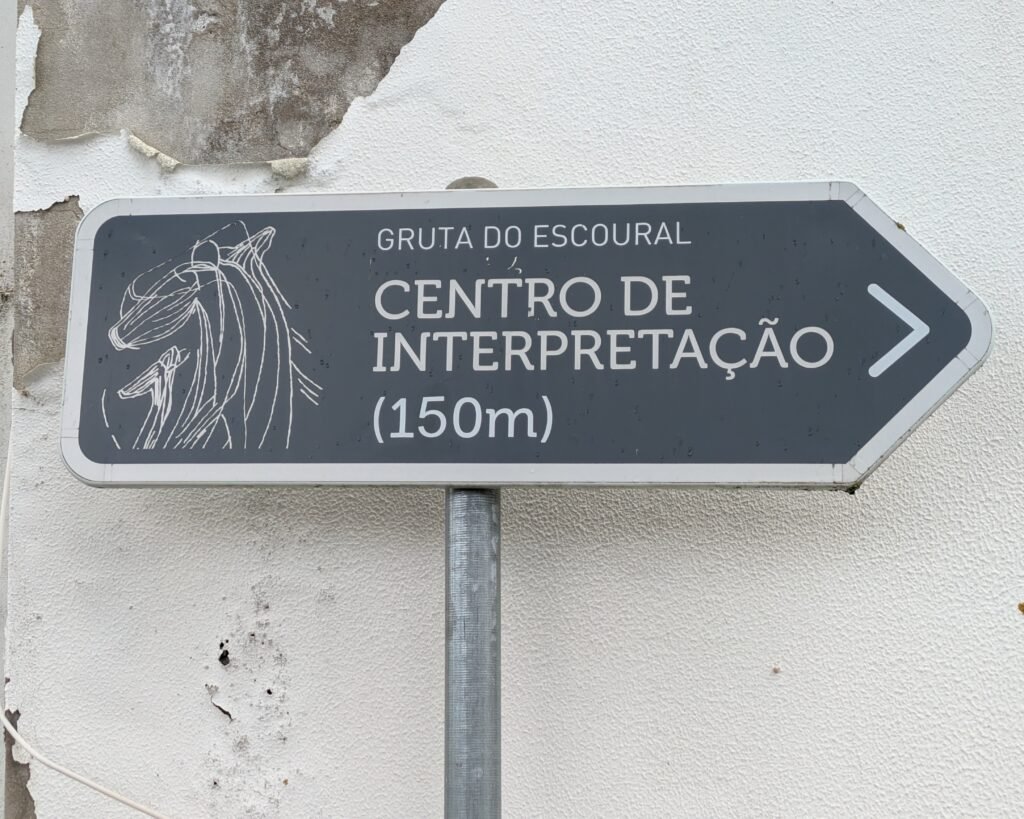 GRUTA DO ESCOURAL
CENTRO DE
INTERPRETAÇÃO
(150m)